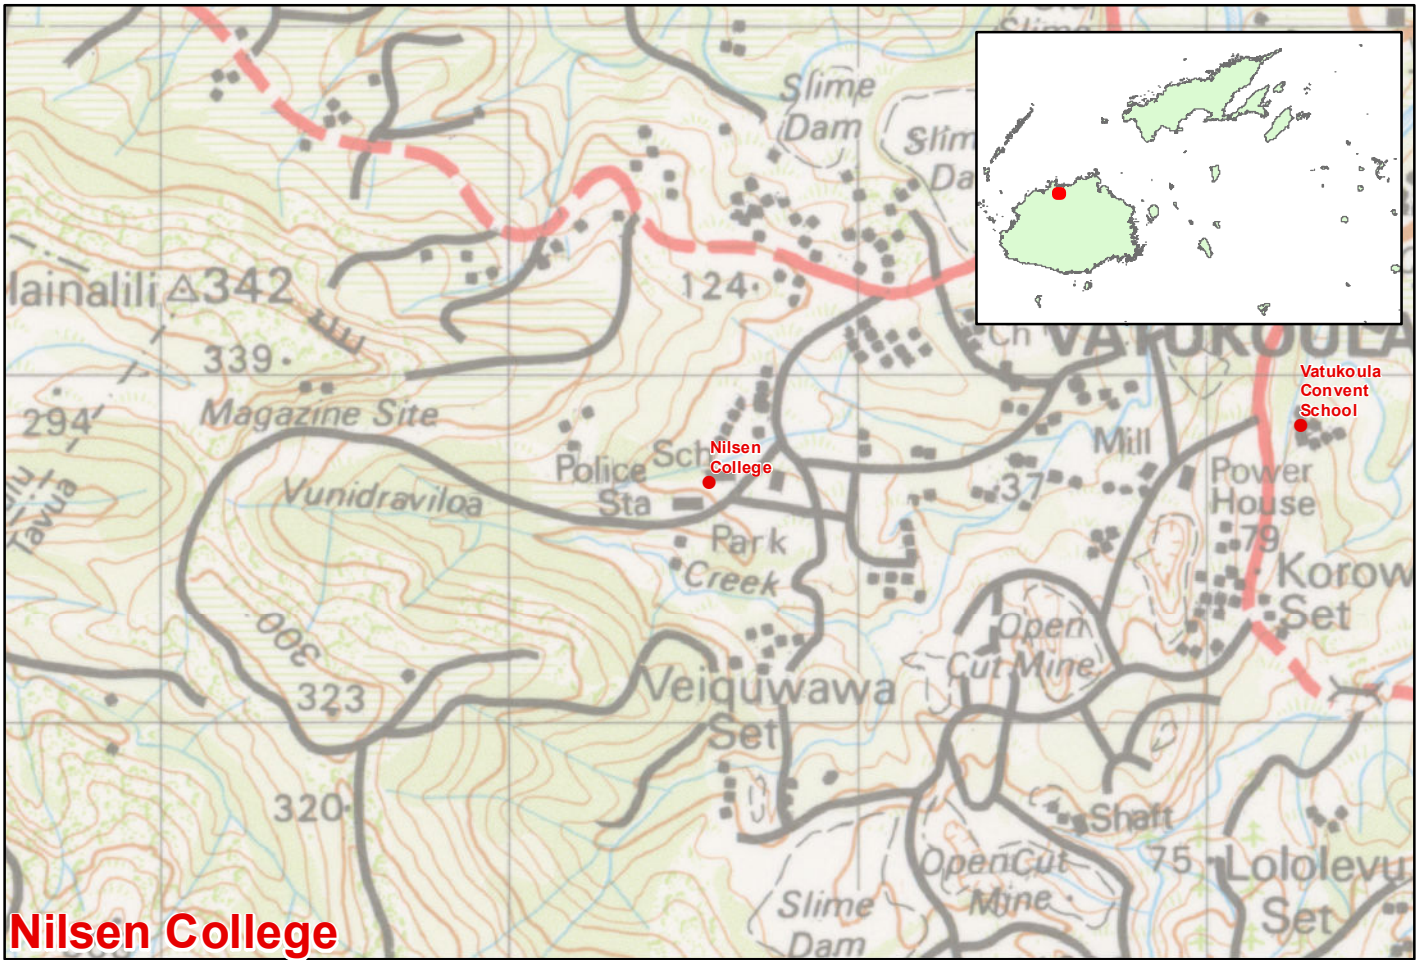 Slime
Dam
Slime
Slim
Da
lainalili
342
124
Ch
VATUKOULA
339
Vatukoula
Convent
School
294
Magazine Site
Mill
Nilsen
College
Sch
Police
Sta
Power
House
Tavua
Vunidraviloa
37
Park
79
Creek
Korow
Set
300
Open
Cut Mine
323
Veiquwawa
Set
320
Shaft
75
Lololevu
Set
OpenCut
Mine
Slime
Dam
Nilsen College